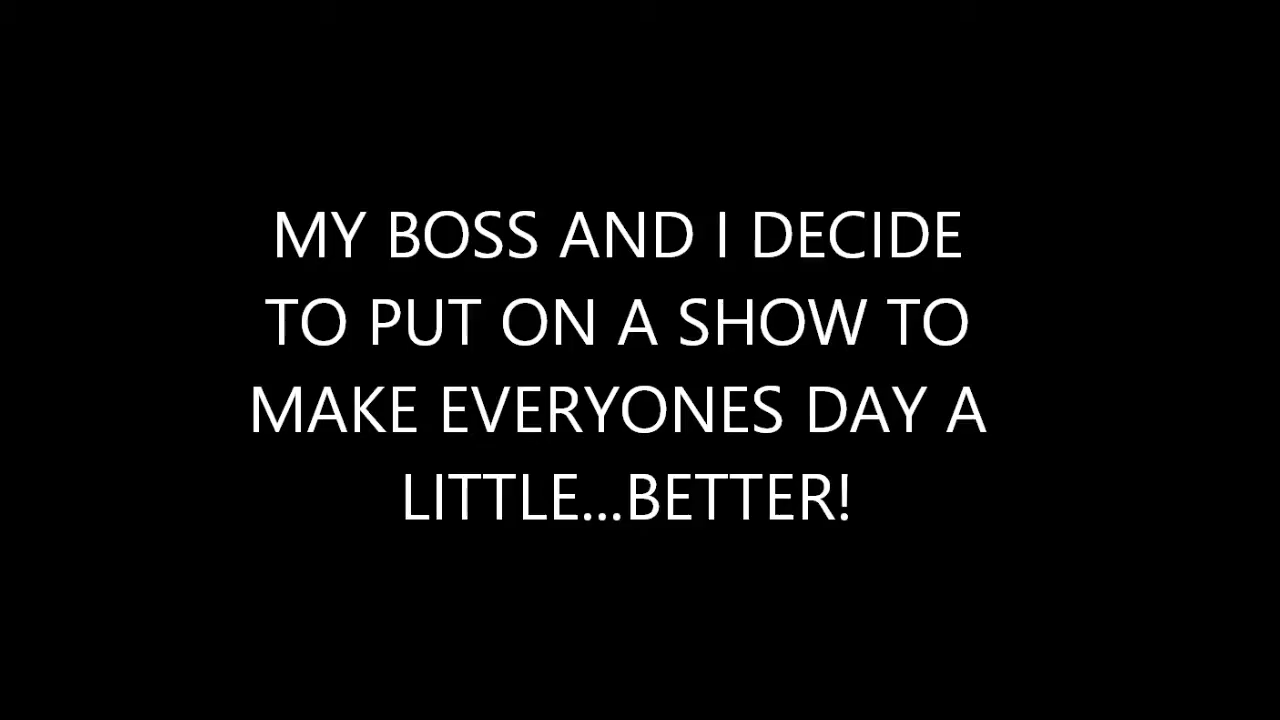 MY BOSS AND I DECIDE
TO PUT ON A SHOW TO
MAKE EVERYONES DAY A
LITTLE...BETTER!